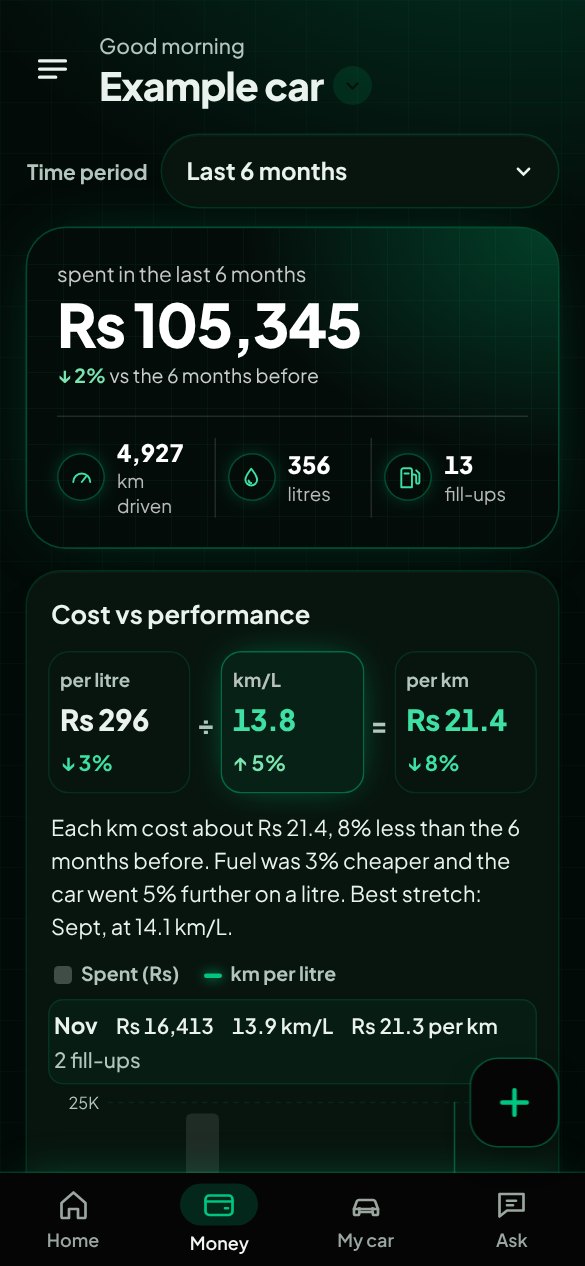 Good morning
Example car
Time period
Last 6 months
spent in the last 6 months
Rs 105,345
↓2% vs the 6 months before
4,927
km
driven
356
litres
13
fill-ups
Cost vs performance
per litre
Rs 296
↓3%
÷
km/L
13.8
↑5%
=
per km
Rs 21.4
↓8%
Each km cost about Rs 21.4, 8% less than the 6
months before. Fuel was 3% cheaper and the
car went 5% further on a litre. Best stretch:
Sept, at 14.1 km/L.
Spent (Rs) km per litre
Nov Rs 16,413 13.9 km/L Rs 21.3 per km
2 fill-ups
25K
+
Home Money My car Ask